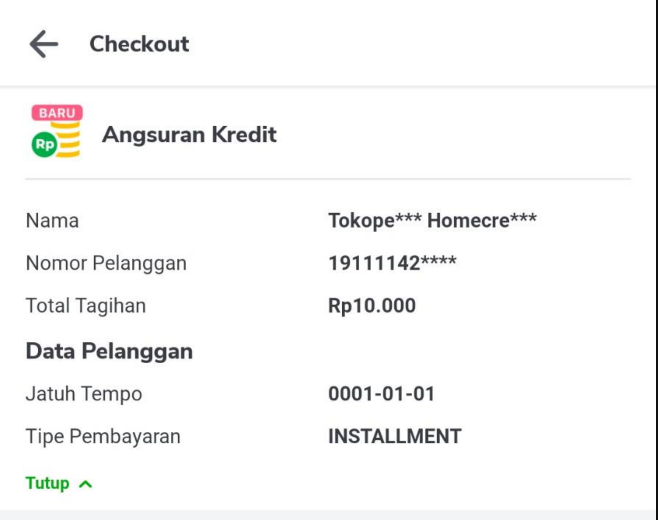 Checkout
BARU
Rp
Angsuran Kredit
Nama Tokope*** Homecre***
Nomor Pelanggan 19111142****
Total Tagihan Rp10.000
Data Pelanggan
Jatuh Tempo 0001-01-01
Tipe Pembayaran INSTALLMENT
Tutup